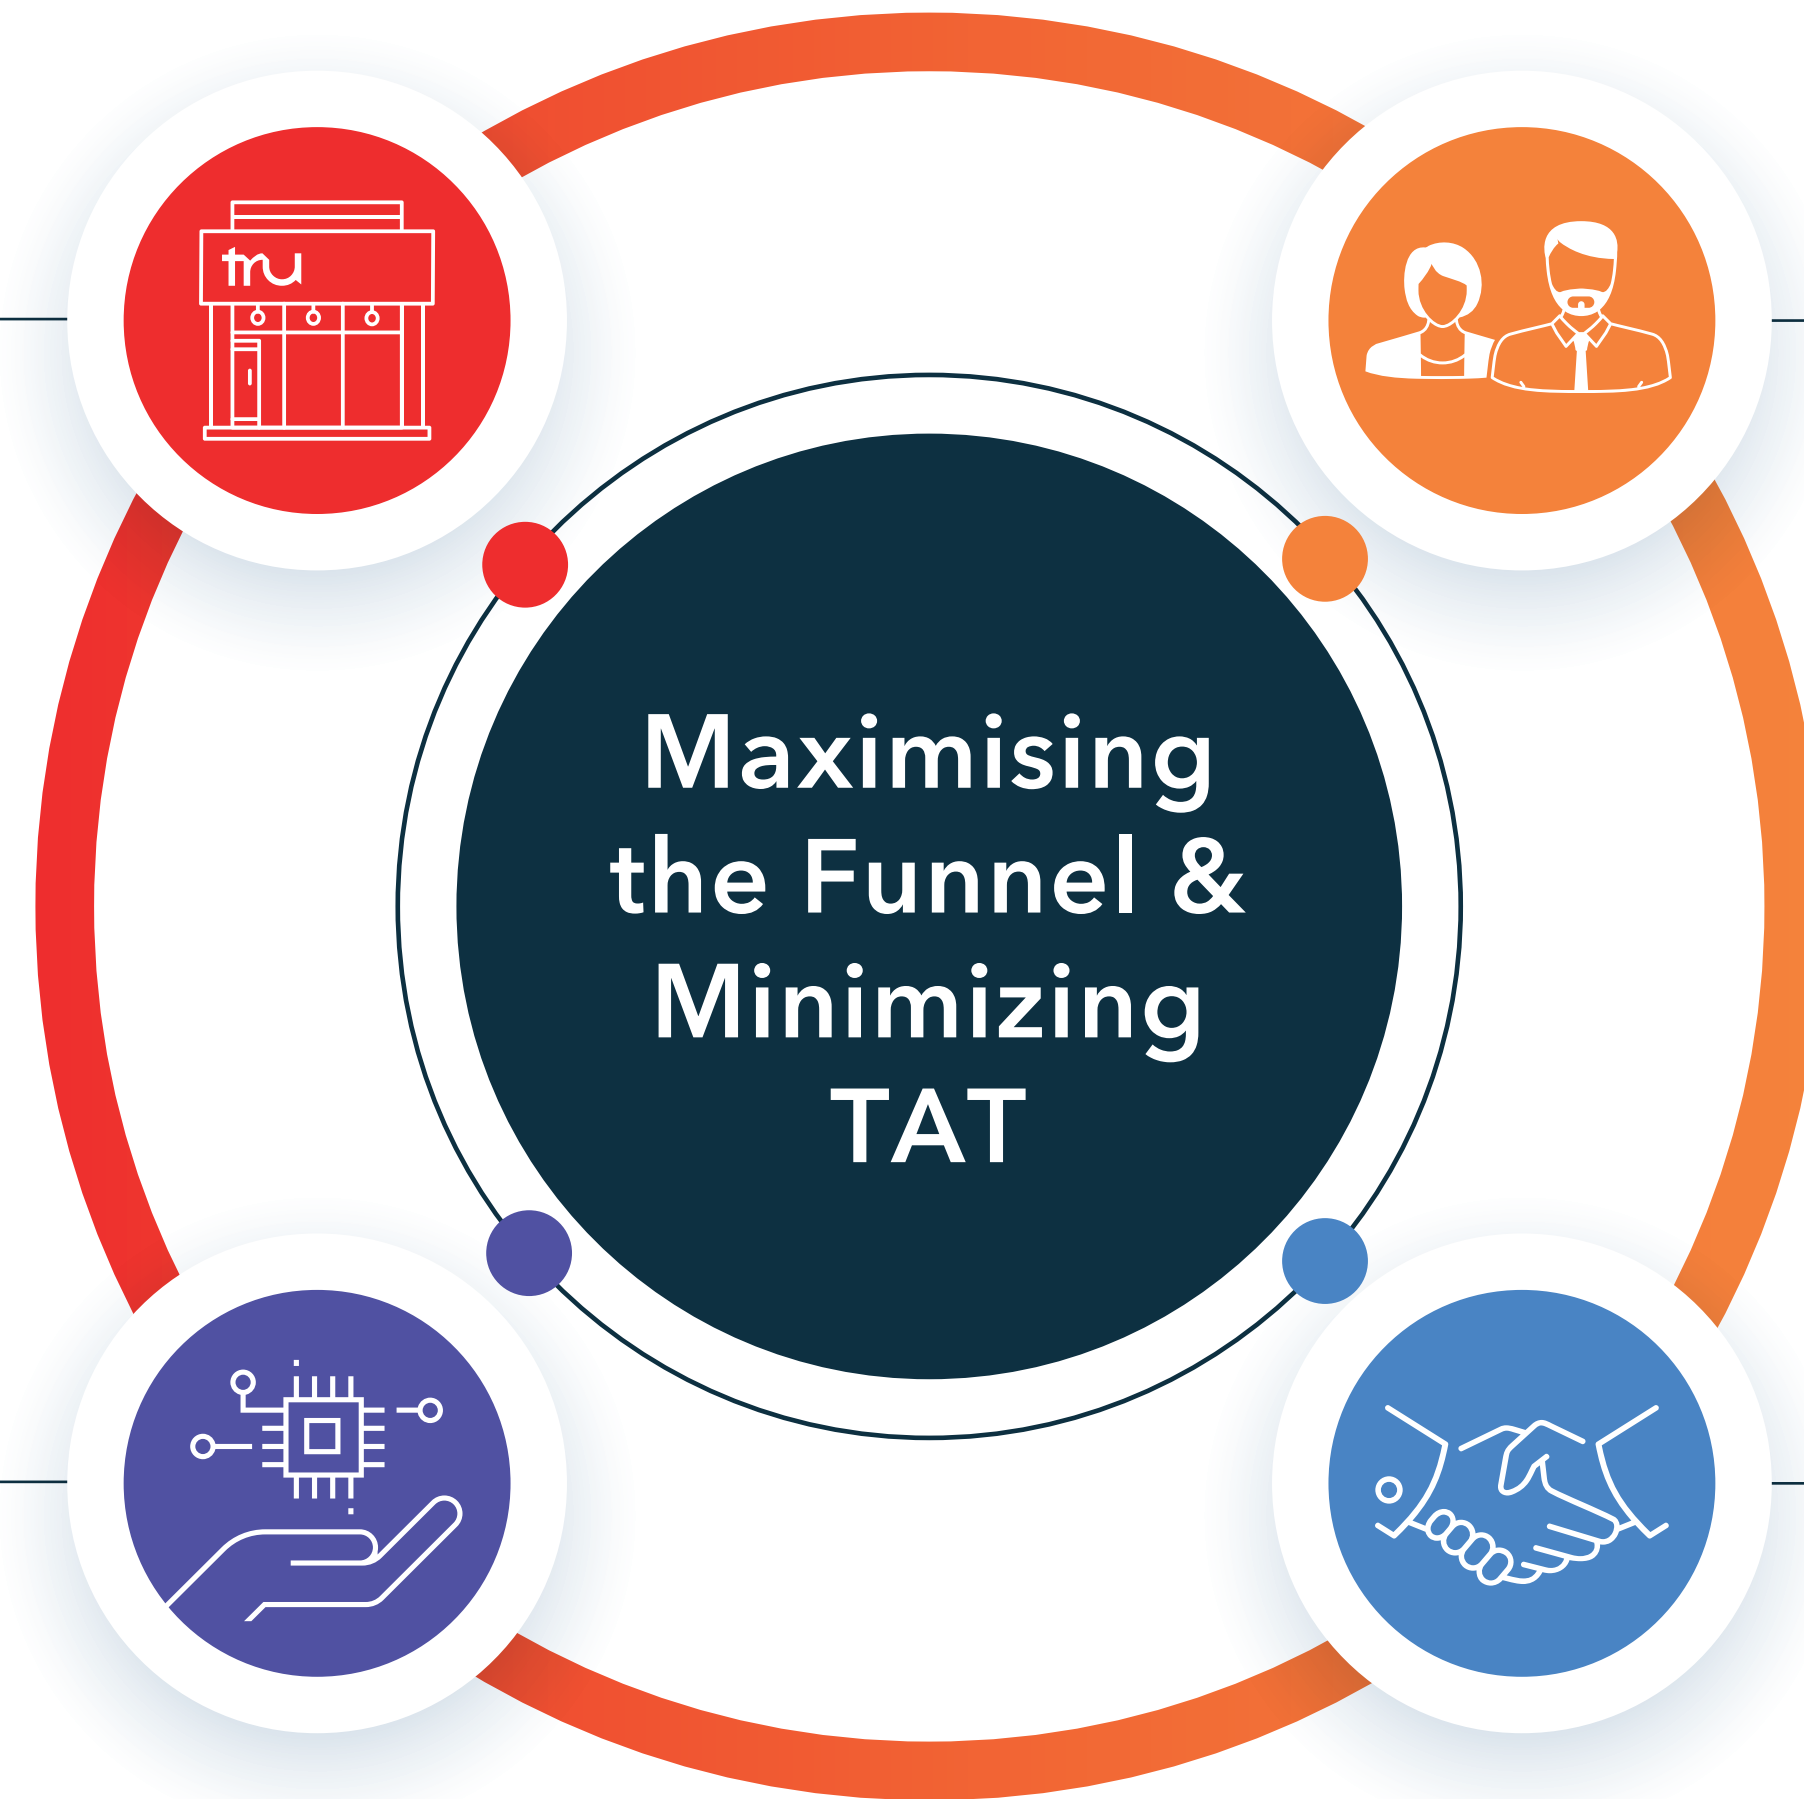 tru
Maximising
the Funnel &
Minimizing
TAT